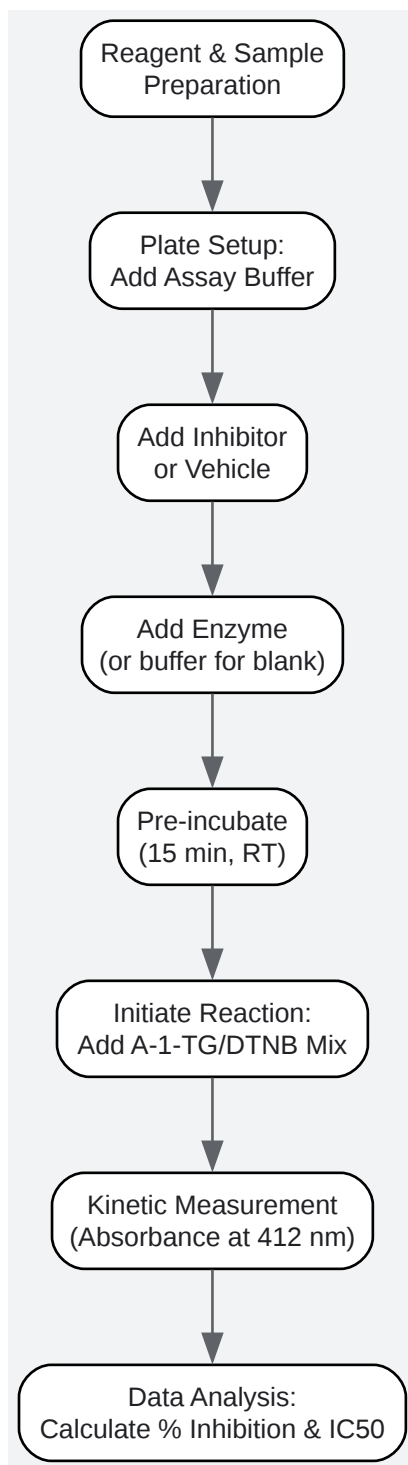 Reagent & Sample
Preparation
Plate Setup:
Add Assay Buffer
Add Inhibitor
or Vehicle
Add Enzyme
(or buffer for blank)
Pre-incubate
(15 min, RT)
Initiate Reaction:
Add A-1-TG/DTNB Mix
Kinetic Measurement
(Absorbance at 412 nm)
Data Analysis:
Calculate % Inhibition & IC50